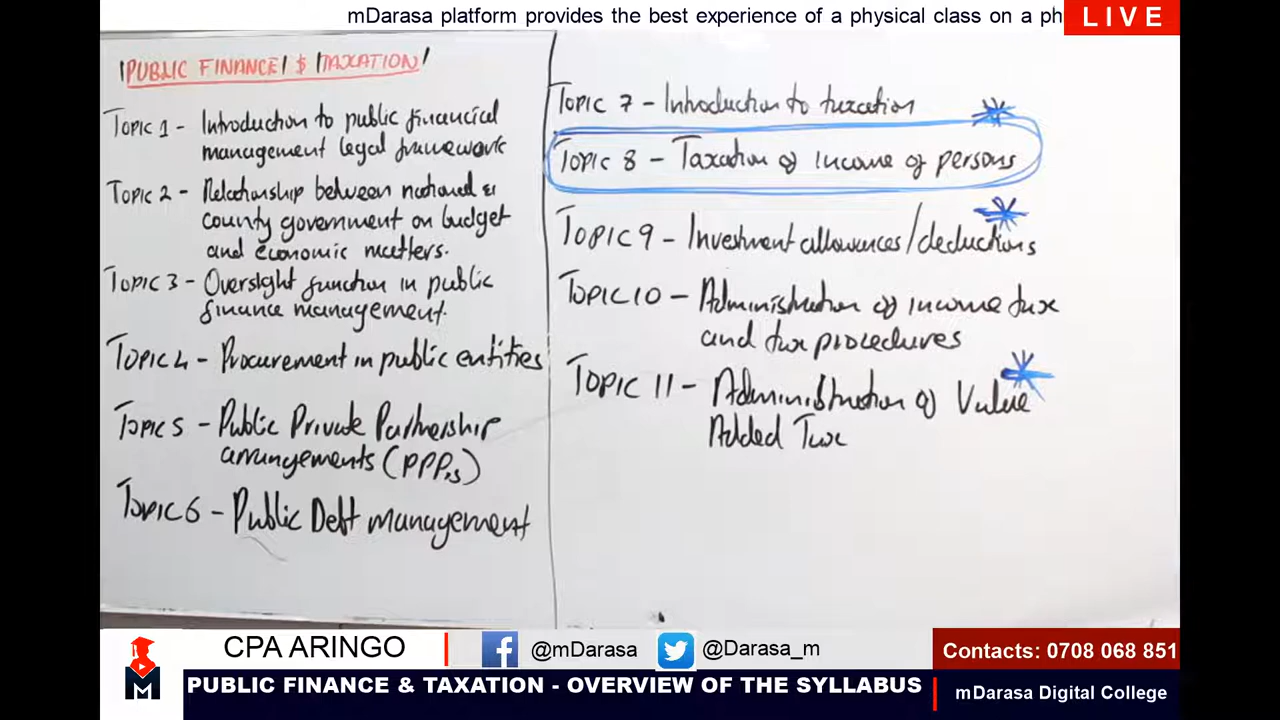 mDarasa platform provides the best experience of a physical class on a ph
LIVE
PUBLIC FINANCE & TAXATION
TOPIC 1 - Introduction to public financial
management legal framework
TOPIC 2 - Relationship between national &
county government on budget
and economic matters.
TOPIC 3 - Oversight function in public
finance management.
TOPIC 4 - Procurement in public entities
TOPIC 5 - Public Private Partnership
arrangements (PPP,s)
TOPIC 6 - Public Debt management
TOPIC 7 - Introduction to taxation
TOPIC 8 - Taxation of income of persons
TOPIC 9 - Investment allowances/deductions
TOPIC 10 - Administration of income tax
and tax procedures
TOPIC 11 - Administration of Value
Added Tax
CPA ARINGO
@mDarasa
@Darasa_m
Contacts: 0708 068 851
M
PUBLIC FINANCE & TAXATION - OVERVIEW OF THE SYLLABUS
mDarasa Digital College